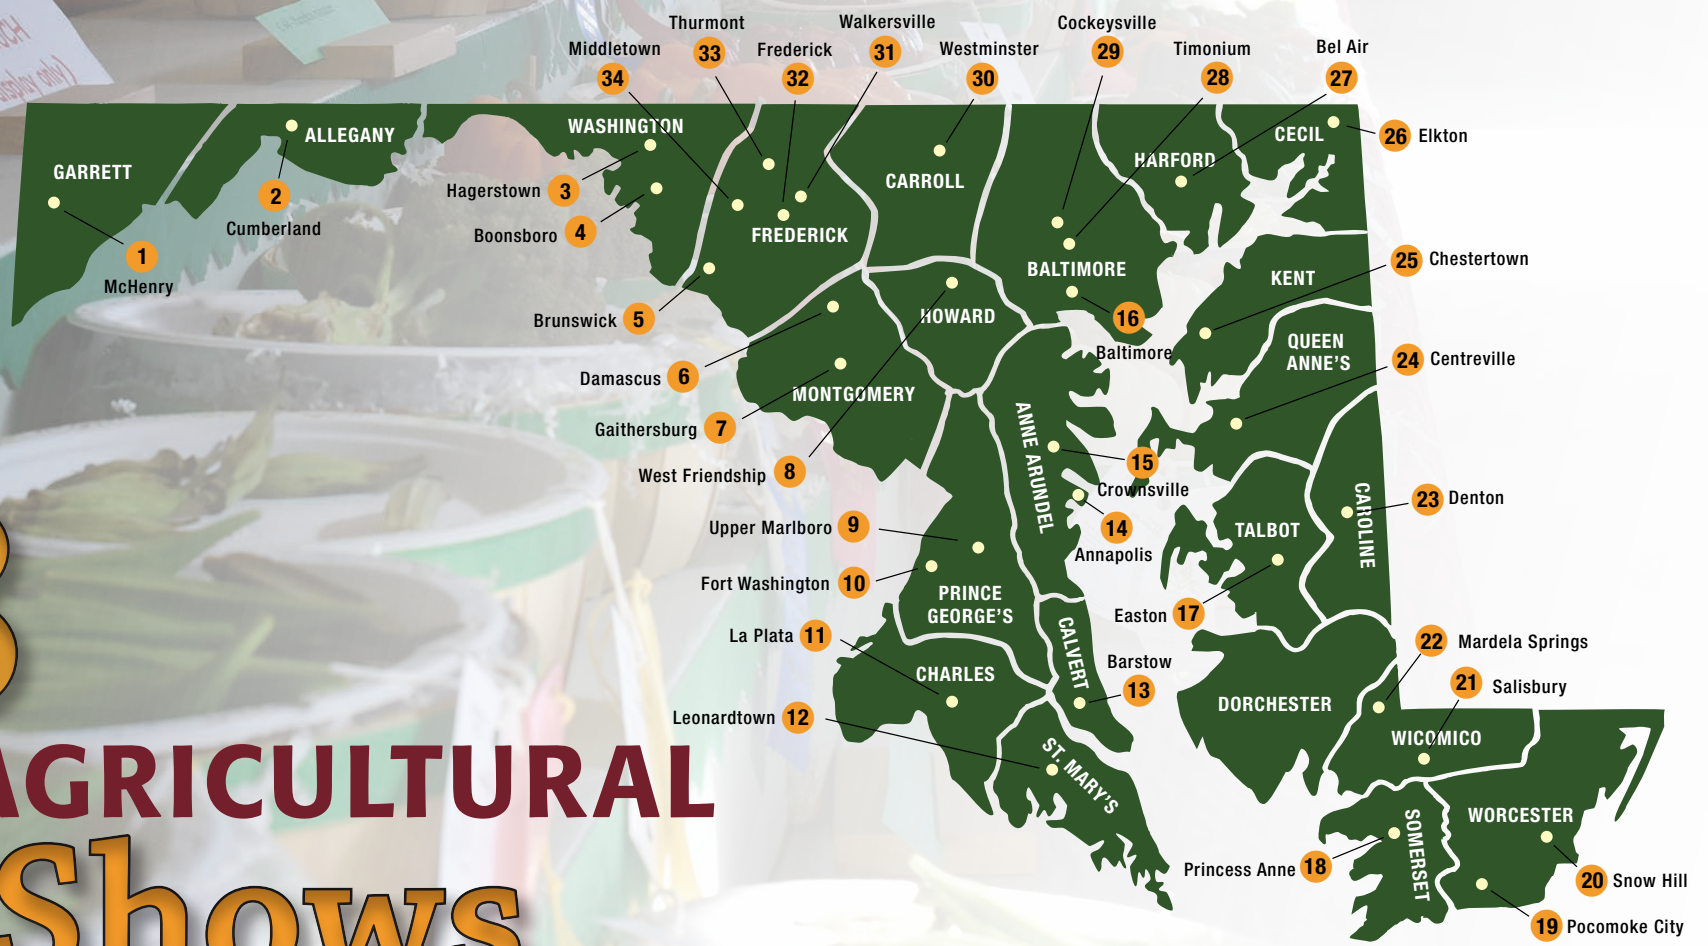 Thurmont
33
Walkersville
31
Cockeysville
29
Middletown
34
Frederick
32
Westminster
30
Timonium
28
Bel Air
27
display only)
GARRETT
ALLEGANY
WASHINGTON
CARROLL
HARFORD
CECIL
26 Elkton
2
Cumberland
Hagerstown 3
Boonsboro 4
FREDERICK
1
McHenry
BALTIMORE
KENT
25 Chestertown
Brunswick 5
HOWARD
16
Baltimore
QUEEN
ANNE'S
24 Centreville
Damascus 6
MONTGOMERY
Gaithersburg 7
West Friendship 8
ANNE ARUNDEL
15
Crownsville
14
Annapolis
CAROLINE
23 Denton
TALBOT
Upper Marlboro 9
Fort Washington 10
PRINCE
GEORGE'S
Easton 17
La Plata 11
CALVERT
Barstow
13
CHARLES
22 Mardela Springs
21 Salisbury
DORCHESTER
Leonardtown 12
ST. MARY'S
WICOMICO
WORCESTER
SOMERSET
Princess Anne 18
20 Snow Hill
19 Pocomoke City
AGRICULTURAL
Shows